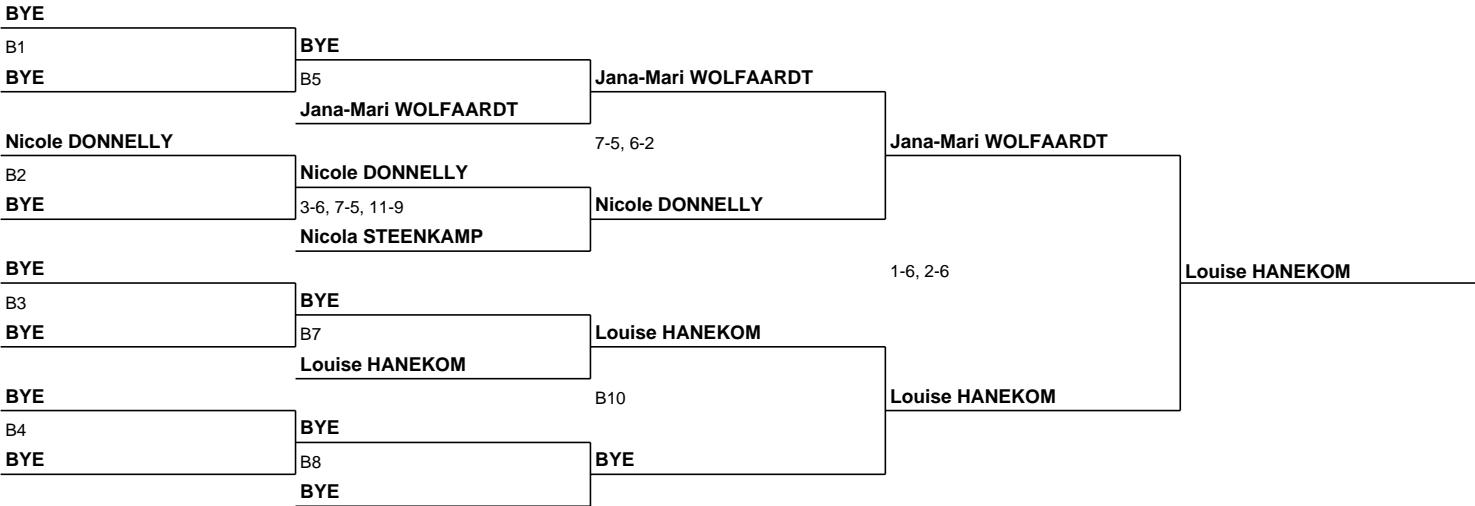 BYE
B1
BYE
BYE
B5
Jana-Mari WOLFAARDT
Jana-Mari WOLFAARDT
Nicole DONNELLY
7-5, 6-2
Jana-Mari WOLFAARDT
B2
Nicole DONNELLY
BYE
3-6, 7-5, 11-9
Nicole DONNELLY
Nicola STEENKAMP
BYE
1-6, 2-6
Louise HANEKOM
B3
BYE
BYE
B7
Louise HANEKOM
Louise HANEKOM
BYE
B10
Louise HANEKOM
B4
BYE
BYE
B8
BYE
BYE